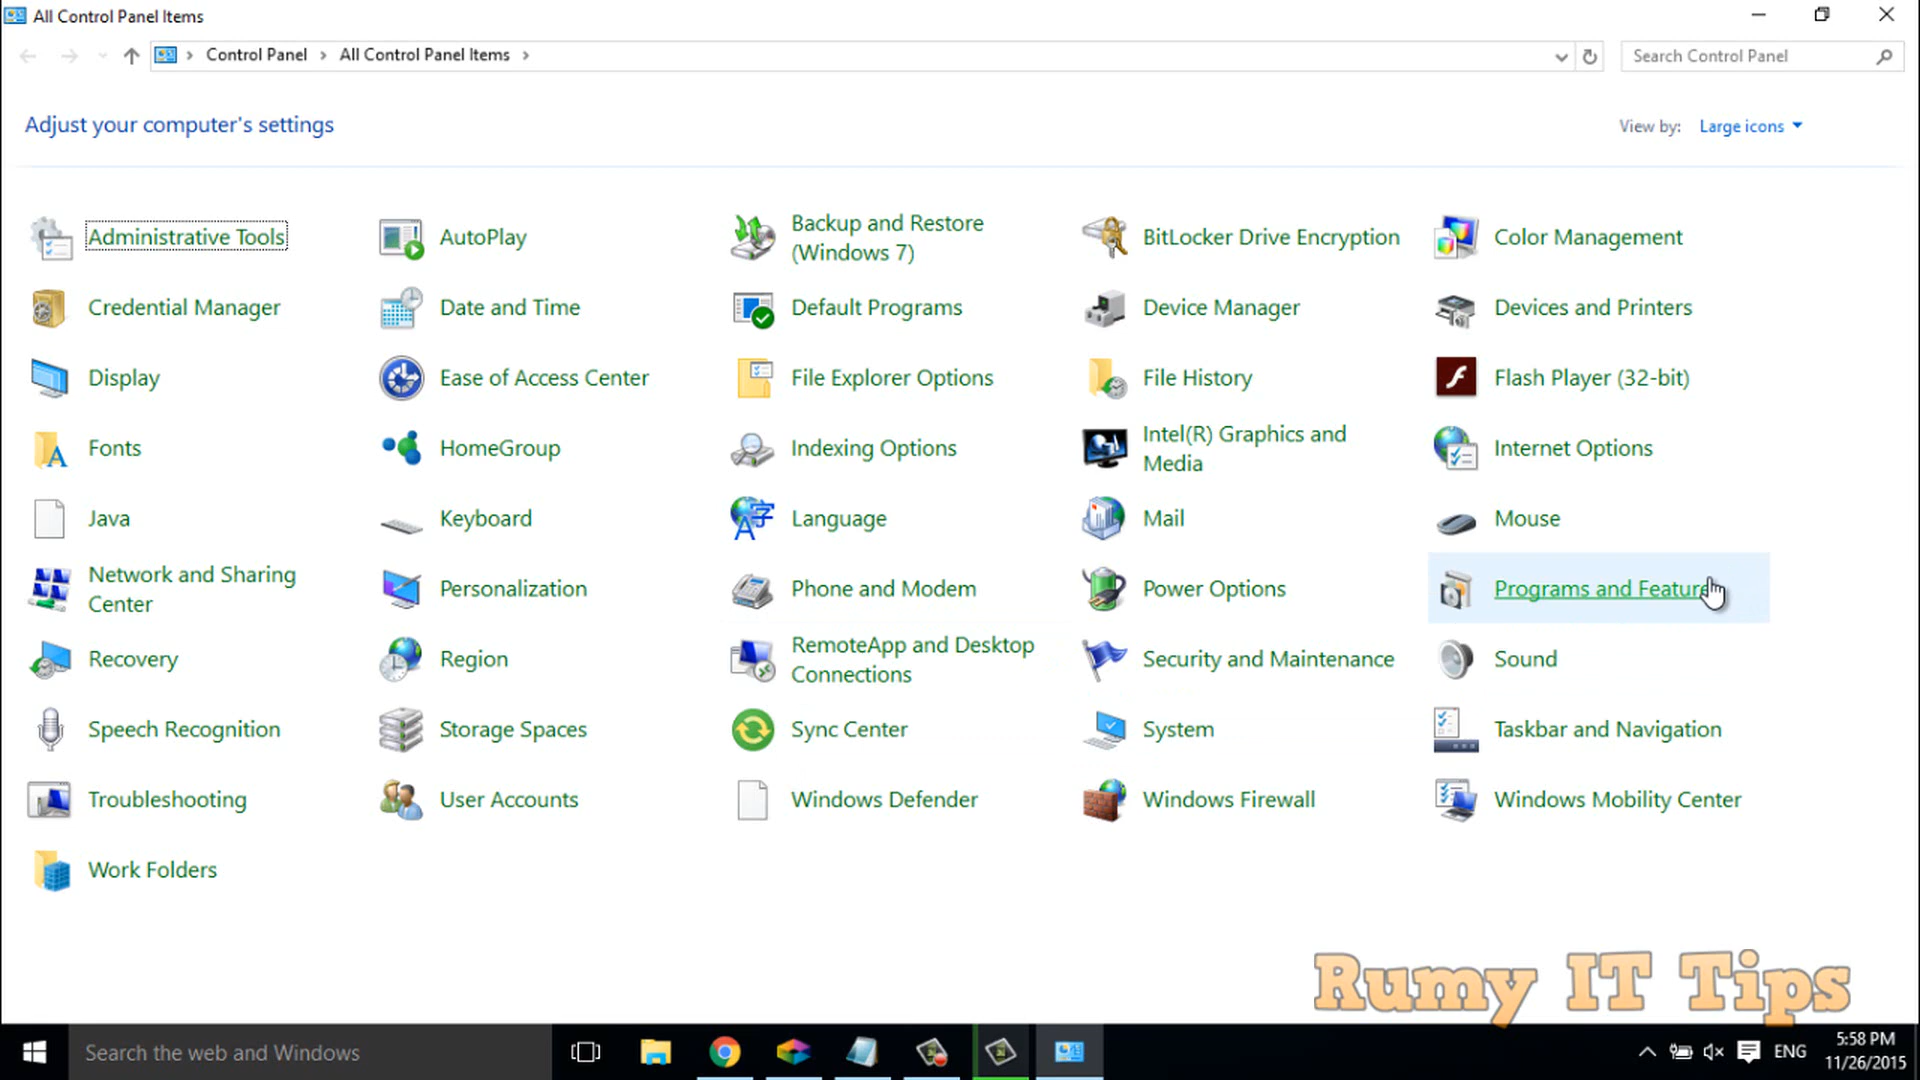 All Control Panel Items
Control Panel
All Control Panel Items
Search Control Panel
Adjust your computer's settings
View by: Large icons
Administrative Tools
AutoPlay
Backup and Restore
(Windows 7)
BitLocker Drive Encryption
Color Management
Credential Manager
Date and Time
Default Programs
Device Manager
Devices and Printers
Display
Ease of Access Center
File Explorer Options
File History
Flash Player (32-bit)
Fonts
HomeGroup
Indexing Options
Intel(R) Graphics and
Media
Internet Options
Java
Keyboard
Language
Mail
Mouse
Network and Sharing
Center
Personalization
Phone and Modem
Power Options
Programs and Feature
Recovery
Region
RemoteApp and Desktop
Connections
Security and Maintenance
Sound
Speech Recognition
Storage Spaces
Sync Center
System
Taskbar and Navigation
Troubleshooting
User Accounts
Windows Defender
Windows Firewall
Windows Mobility Center
Work Folders
Rumy IT Tips
Search the web and Windows
ENG
5:58 PM
11/26/2015